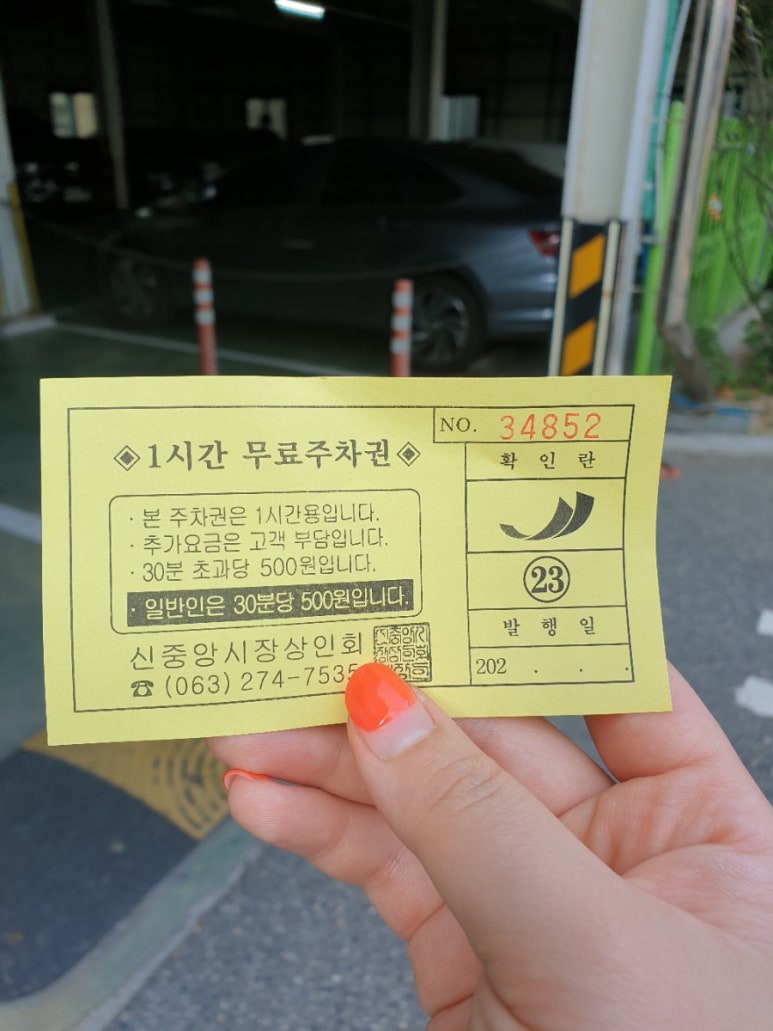 NO. 34852
◈1시간 무료주차권◈
· 본 주차권은 1시간용입니다.
· 추가요금은 고객 부담입니다.
· 30분 초과당 500원입니다.
· 일반인은 30분당 500원입니다.
신중앙시장상인회
☎ (063) 274-7535
확 인 란
23
발 행 일
202 . . .